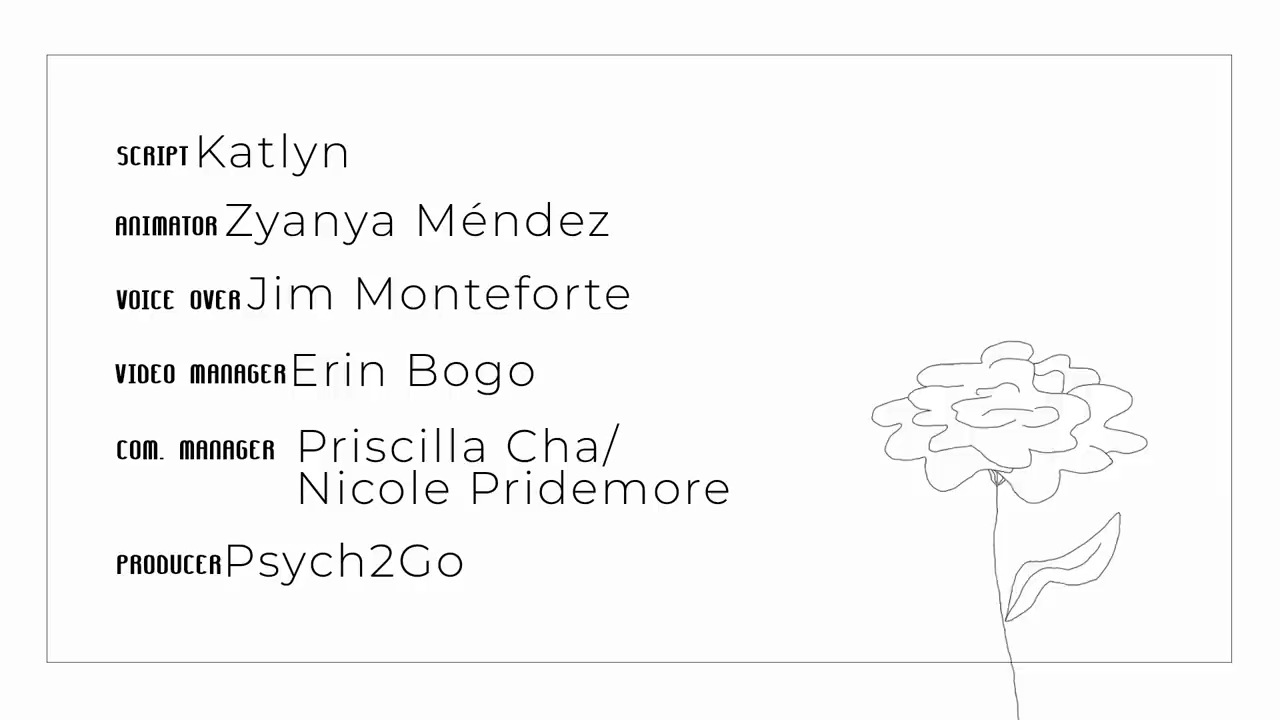 SCRIPT Katlyn
ANIMATOR Zyanya Méndez
VOICE OVER Jim Monteforte
VIDEO MANAGER Erin Bogo
COM. MANAGER Priscilla Cha/
Nicole Pridemore
PRODUCER Psych2Go